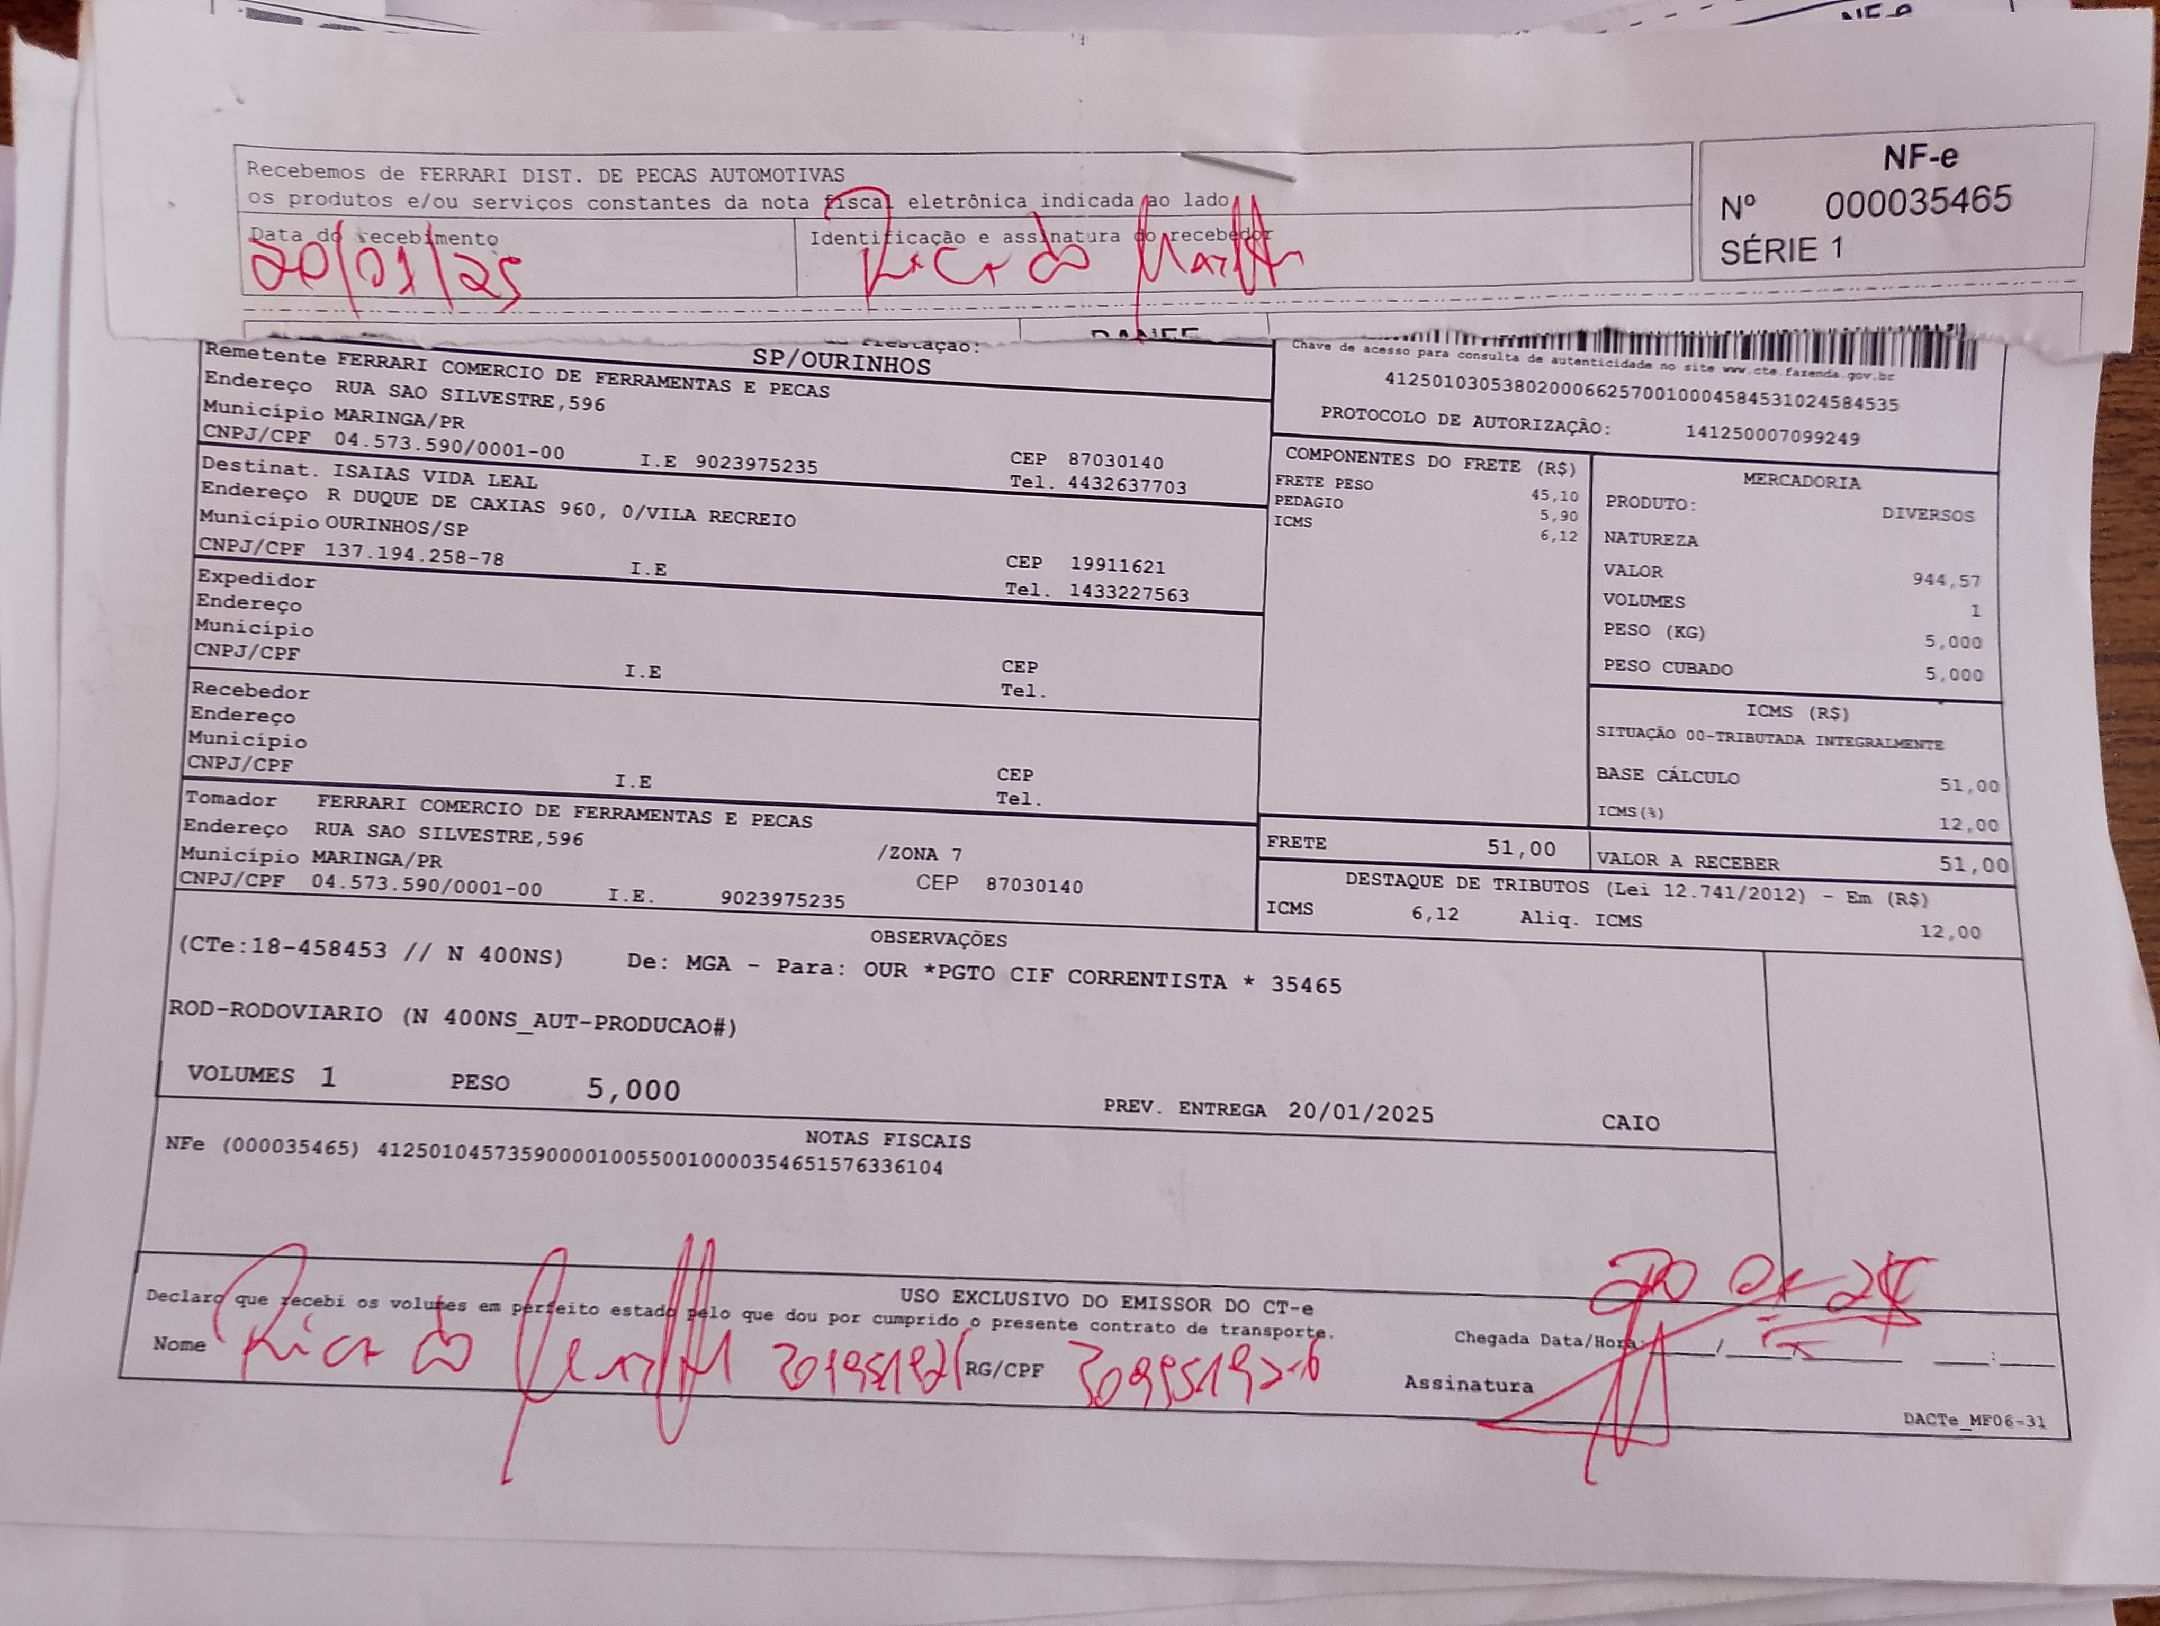 Recebemos de FERRARI DIST. DE PECAS AUTOMOTIVAS
os produtos e/ou serviços constantes da nota fiscal eletrônica indicada ao lado
Data do recebimento
20/01/25
Identificação e assinatura do recebedor
Ricardo
NF-e
Nº 000035465
SÉRIE 1
SP/OURINHOS
Remetente FERRARI COMERCIO DE FERRAMENTAS E PECAS
Endereço RUA SAO SILVESTRE,596
Município MARINGA/PR
CNPJ/CPF 04.573.590/0001-00 I.E 9023975235 CEP 87030140
Tel. 4432637703
Destinat. ISAIAS VIDA LEAL
Endereço R DUQUE DE CAXIAS 960, 0/VILA RECREIO
Município OURINHOS/SP
CNPJ/CPF 137.194.258-78 I.E CEP 19911621
Tel. 1433227563
Expedidor
Endereço
Município
CNPJ/CPF I.E CEP
Tel.
Recebedor
Endereço
Município
CNPJ/CPF I.E CEP
Tel.
Tomador FERRARI COMERCIO DE FERRAMENTAS E PECAS
Endereço RUA SAO SILVESTRE,596 /ZONA 7
Município MARINGA/PR CEP 87030140
CNPJ/CPF 04.573.590/0001-00 I.E. 9023975235
Chave de acesso para consulta de autenticidade no site www.cte.fazenda.gov.br
41250103053802000662570010004584531024584535
PROTOCOLO DE AUTORIZAÇÃO: 141250007099249
COMPONENTES DO FRETE (R$)
FRETE PESO 45,10
PEDAGIO 5,90
ICMS 6,12
MERCADORIA
PRODUTO: DIVERSOS
NATUREZA
VALOR 944,57
VOLUMES 1
PESO (KG) 5,000
PESO CUBADO 5,000
ICMS (R$)
SITUAÇÃO 00-TRIBUTADA INTEGRALMENTE
BASE CÁLCULO 51,00
ICMS(%) 12,00
FRETE 51,00
VALOR A RECEBER 51,00
DESTAQUE DE TRIBUTOS (Lei 12.741/2012) - Em (R$)
ICMS 6,12 Aliq. ICMS 12,00
OBSERVAÇÕES
(CTe:18-458453 // N 400NS) De: MGA - Para: OUR *PGTO CIF CORRENTISTA * 35465
ROD-RODOVIARIO (N 400NS_AUT-PRODUCAO#)
VOLUMES 1 PESO 5,000
PREV. ENTREGA 20/01/2025 CAIO
NOTAS FISCAIS
NFe (000035465) 41250104573590000100550010000354651576336104
USO EXCLUSIVO DO EMISSOR DO CT-e
Declaro que recebi os volumes em perfeito estado pelo que dou por cumprido o presente contrato de transporte.
Nome Ricardo RG/CPF
Chegada Data/Hora: / :
Assinatura
DACTe_MF06-31